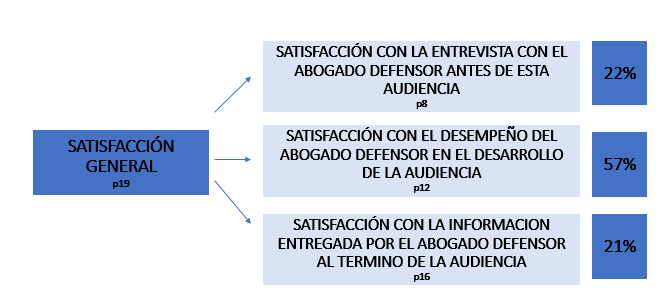 SATISFACCIÓN CON LA ENTREVISTA CON EL
ABOGADO DEFENSOR ANTES DE ESTA
AUDIENCIA
p8
22%
SATISFACCIÓN
GENERAL
p19
SATISFACCIÓN CON EL DESEMPEÑO DEL
ABOGADO DEFENSOR EN EL DESARROLLO
DE LA AUDIENCIA
p12
57%
SATISFACCIÓN CON LA INFORMACION
ENTREGADA POR EL ABOGADO DEFENSOR
AL TERMINO DE LA AUDIENCIA
p16
21%